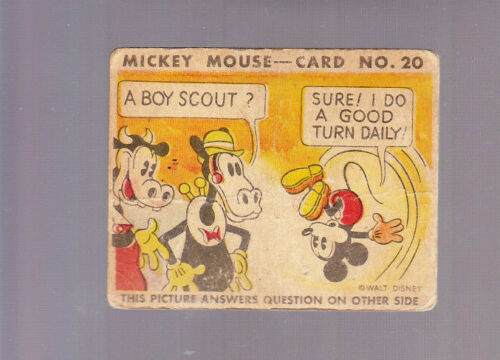 MICKEY MOUSE—CARD NO. 20
A BOY SCOUT ?
SURE! I DO
A GOOD
TURN DAILY!
©WALT DISNEY
THIS PICTURE ANSWERS QUESTION ON OTHER SIDE